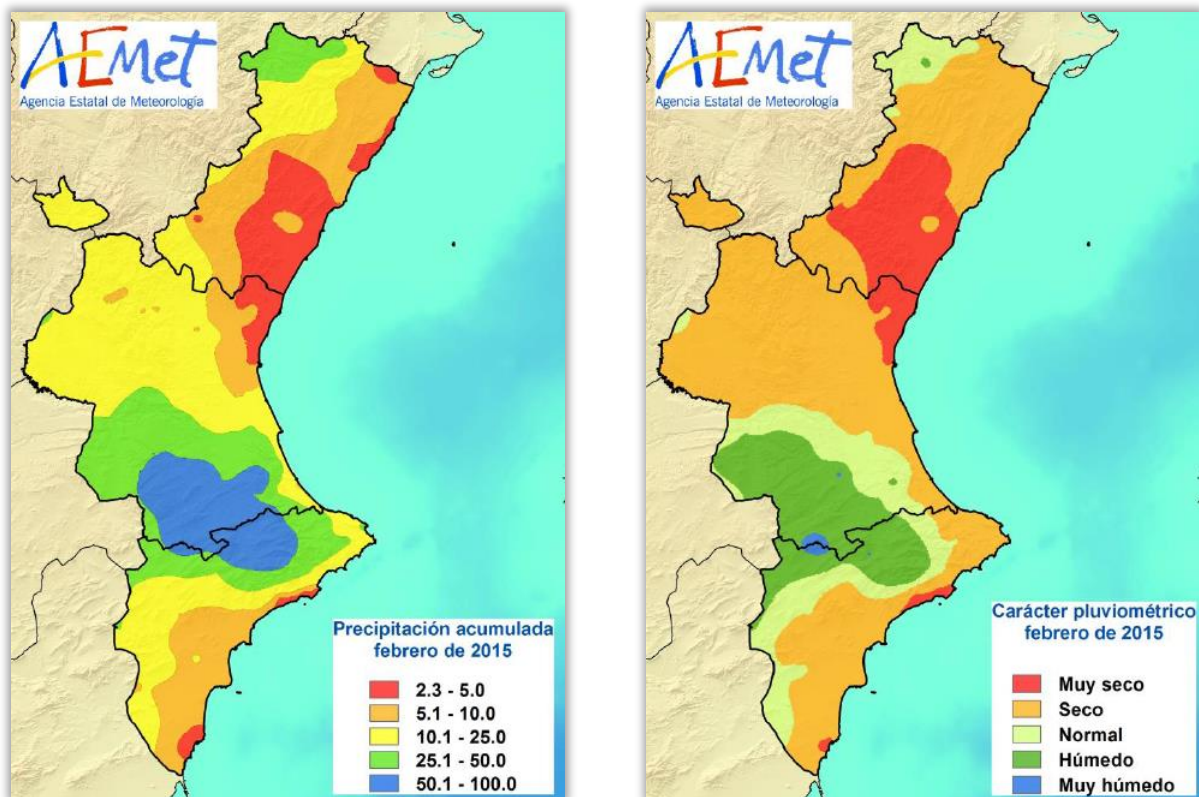 AEMet
Agencia Estatal de Meteorología
Precipitación acumulada
febrero de 2015
2.3 - 5.0
5.1 - 10.0
10.1 - 25.0
25.1 - 50.0
50.1 - 100.0
AEMet
Agencia Estatal de Meteorología
Carácter pluviométrico
febrero de 2015
Muy seco
Seco
Normal
Húmedo
Muy húmedo